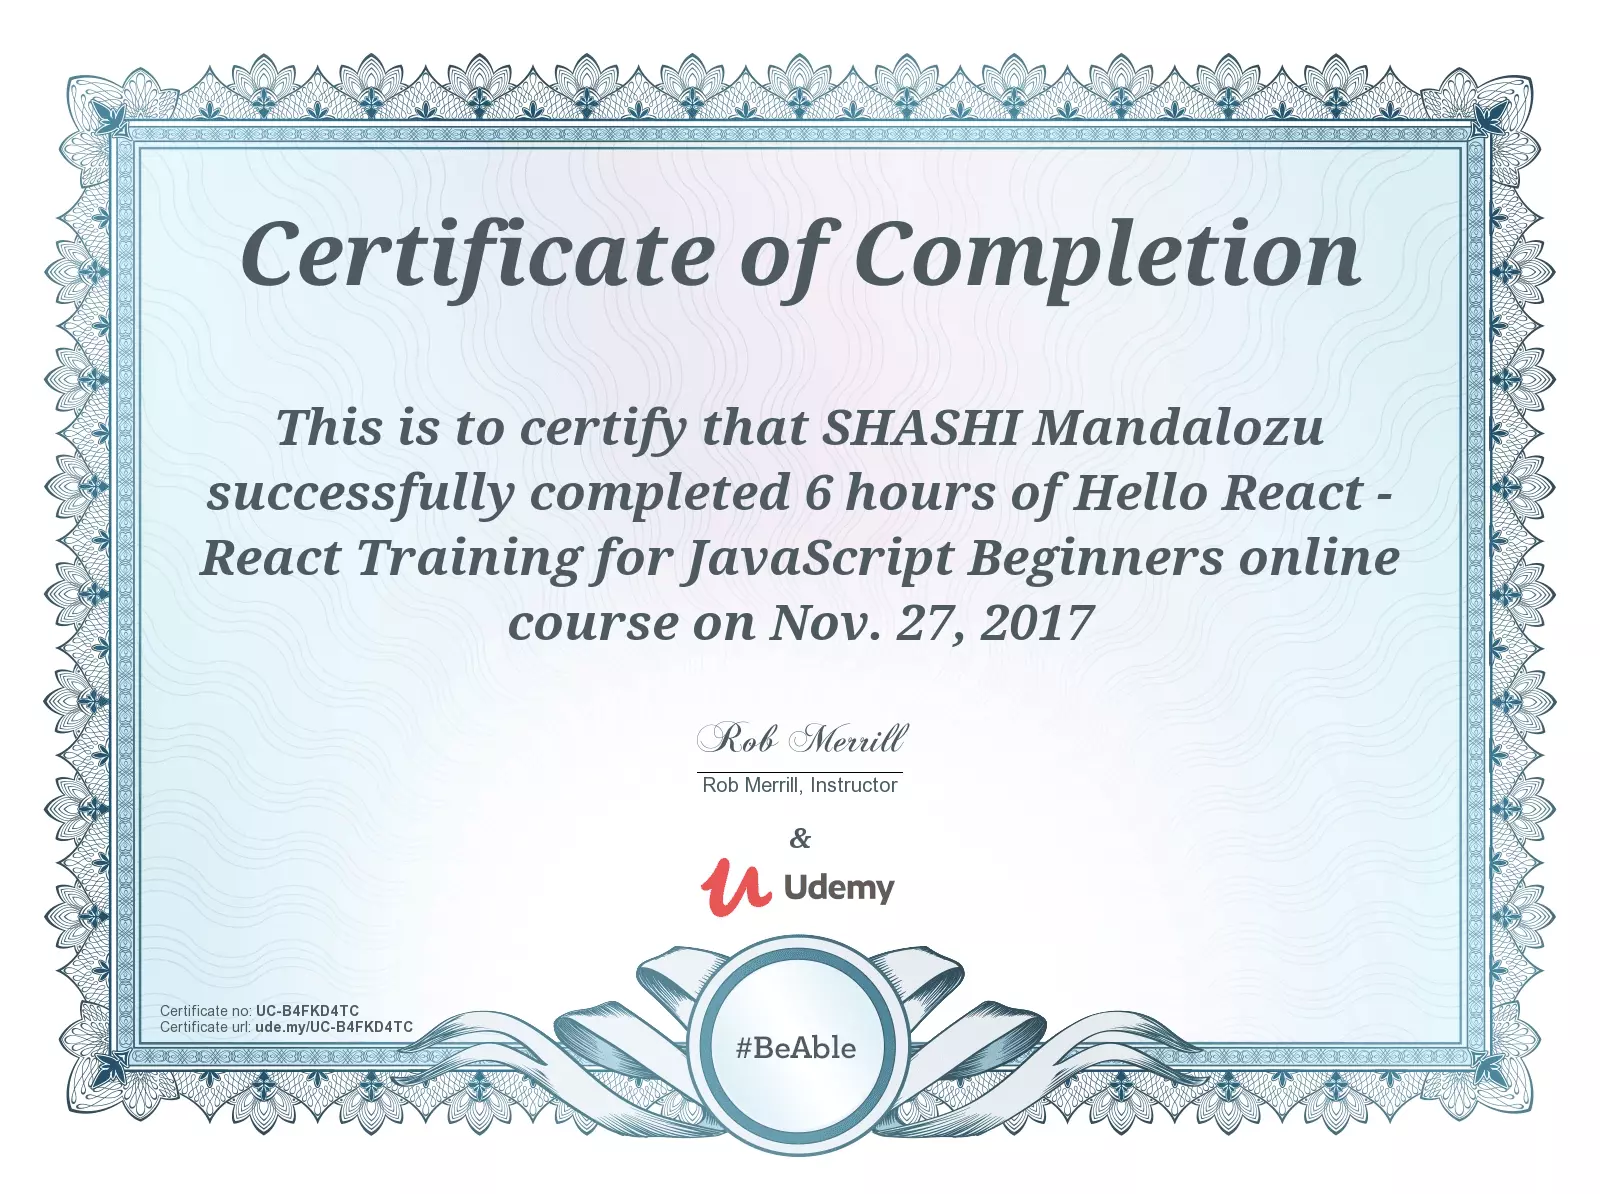 Certificate of Completion
This is to certify that SHASHI Mandalozu
successfully completed 6 hours of Hello React -
React Training for JavaScript Beginners online
course on Nov. 27, 2017
Rob Merrill
Rob Merrill, Instructor
&
Udemy
Certificate no: UC-B4FKD4TC
Certificate url: ude.my/UC-B4FKD4TC
#BeAble